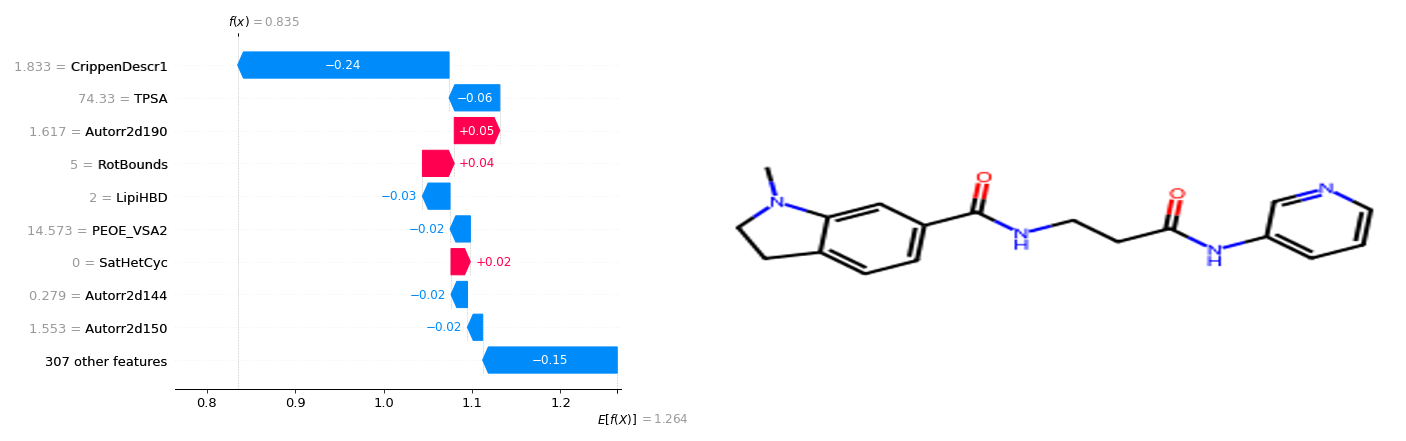 f(x) = 0.835
1.833 = CrippenDescr1 −0.24
74.33 = TPSA −0.06
1.617 = Autorr2d190 +0.05
5 = RotBounds +0.04
2 = LipiHBD −0.03
14.573 = PEOE_VSA2 −0.02
0 = SatHetCyc +0.02
0.279 = Autorr2d144 −0.02
1.553 = Autorr2d150 −0.02
307 other features −0.15
0.8 0.9 1.0 1.1 1.2
E[f(X)] = 1.264
N
O
N
H
O
N
H
N